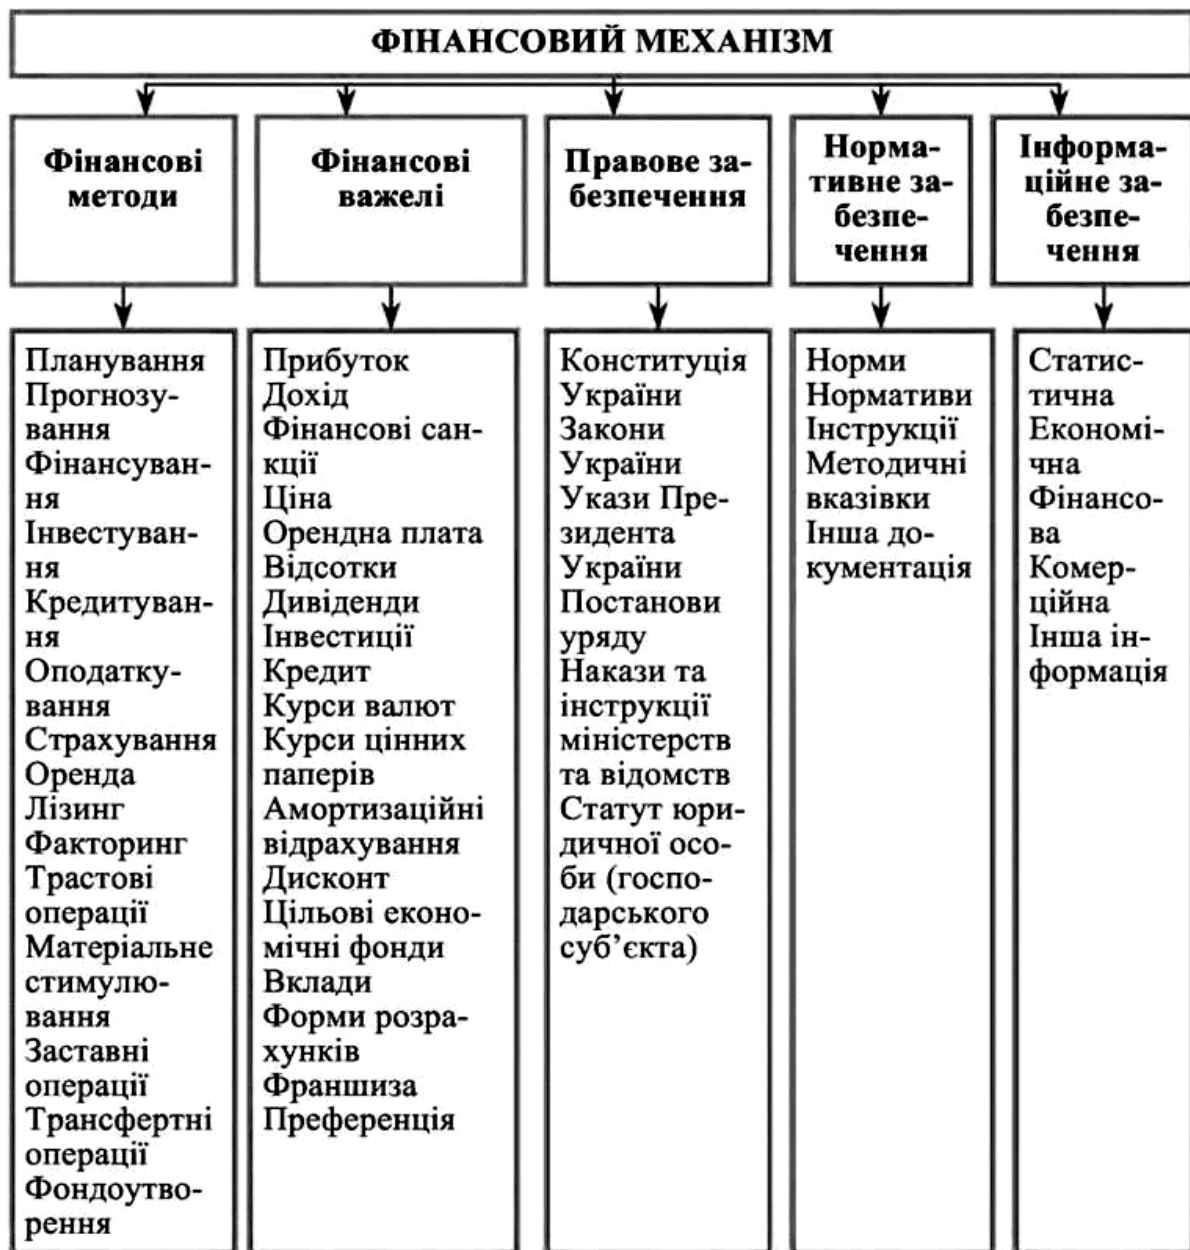 ФІНАНСОВИЙ МЕХАНІЗМ
Фінансові
методи
Фінансові
важелі
Правове за-
безпечення
Норма-
тивне за-
безпе-
чення
Інформа-
ційне за-
безпе-
чення
Планування
Прогнозу-
вання
Фінансуван-
ня
Інвестуван-
ня
Кредитуван-
ня
Оподатку-
вання
Страхування
Оренда
Лізинг
Факторинг
Трастові
операції
Матеріальне
стимулю-
вання
Заставні
операції
Трансфертні
операції
Фондоутво-
рення
Прибуток
Дохід
Фінансові сан-
кції
Ціна
Орендна плата
Відсотки
Дивіденди
Інвестиції
Кредит
Курси валют
Курси цінних
паперів
Амортизаційні
відрахування
Дисконт
Цільові еконо-
мічні фонди
Вклади
Форми розра-
хунків
Франшиза
Преференція
Конституція
України
Закони
України
Укази Пре-
зидента
України
Постанови
уряду
Накази та
інструкції
міністерств
та відомств
Статут юри-
дичної осо-
би (госпо-
дарського
суб’єкта)
Норми
Нормативи
Інструкції
Методичні
вказівки
Інша до-
кументація
Статис-
тична
Економі-
чна
Фінансо-
ва
Комер-
ційна
Інша ін-
формація